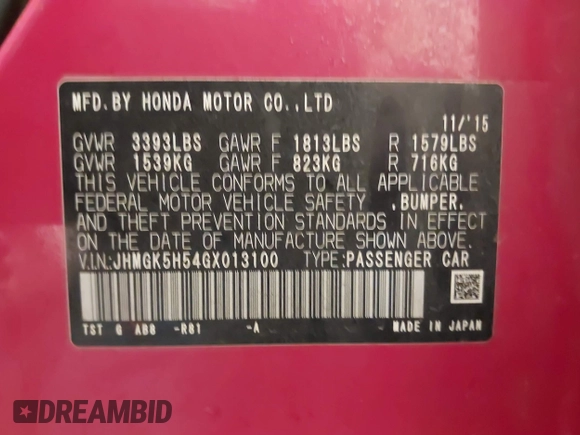 MFD.BY HONDA MOTOR CO.,LTD
11/'15
GVWR 3393LBS GAWR F 1813LBS R 1579LBS
GVWR 1539KG GAWR F 823KG R 716KG
THIS VEHICLE CONFORMS TO ALL APPLICABLE
FEDERAL MOTOR VEHICLE SAFETY ,BUMPER,
AND THEFT PREVENTION STANDARDS IN EFFECT
ON THE DATE OF MANUFACTURE SHOWN ABOVE.
V.IN:JHMGK5H54GX013100 TYPE:PASSENGER CAR
TST Q AB8 -R81 -A MADE IN JAPAN
DREAMBID